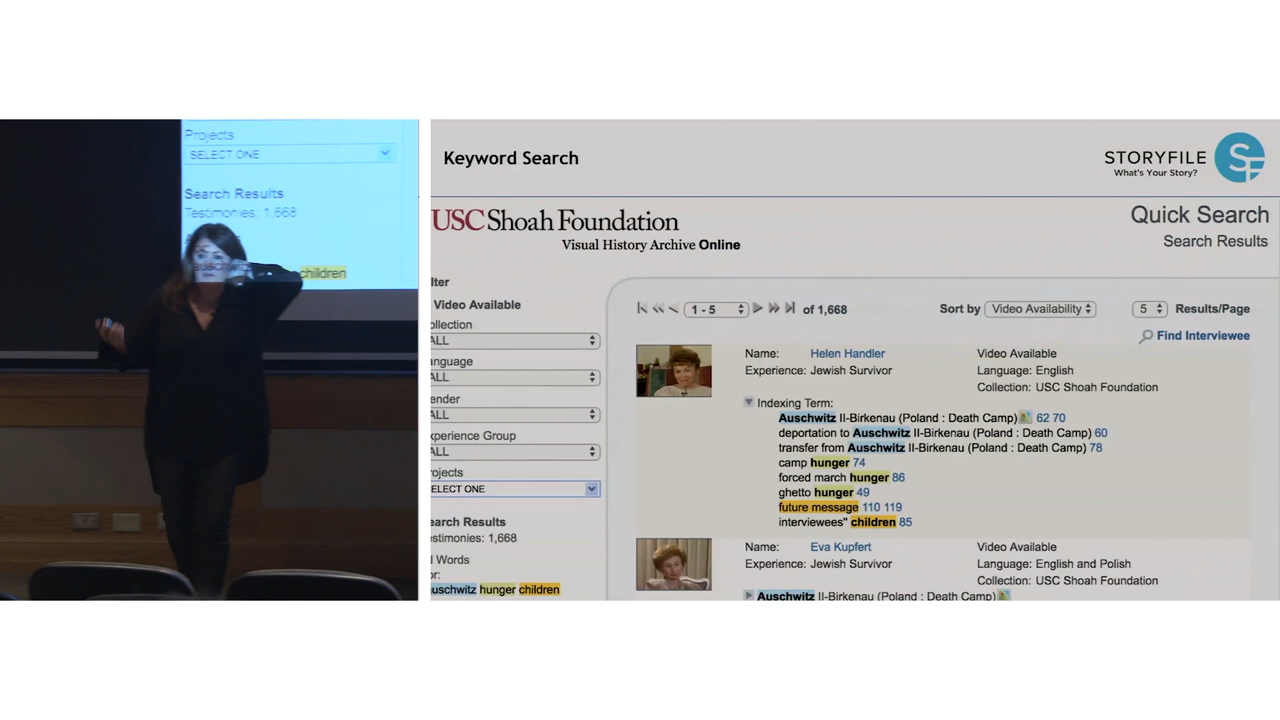 Projects
SELECT ONE
Search Results
Testimonies: 1,668
children
Keyword Search
STORYFILE
What's Your Story?
USC Shoah Foundation
Visual History Archive Online
Quick Search
Search Results
lter
Video Available
ollection
ALL
anguage
ALL
ender
ALL
xperience Group
ALL
rojects
ELECT ONE
earch Results
estimonies: 1,668
l Words
or:
auschwitz hunger children
1 - 5
of 1,668
Sort by Video Availability
5 Results/Page
Find Interviewee
Name: Helen Handler
Experience: Jewish Survivor
Video Available
Language: English
Collection: USC Shoah Foundation
Indexing Term:
Auschwitz II-Birkenau (Poland : Death Camp) 62 70
deportation to Auschwitz II-Birkenau (Poland : Death Camp) 60
transfer from Auschwitz II-Birkenau (Poland : Death Camp) 78
camp hunger 74
forced march hunger 86
ghetto hunger 49
future message 110 119
interviewees" children 85
Name: Eva Kupfert
Experience: Jewish Survivor
Video Available
Language: English and Polish
Collection: USC Shoah Foundation
Auschwitz II-Birkenau (Poland : Death Camp)